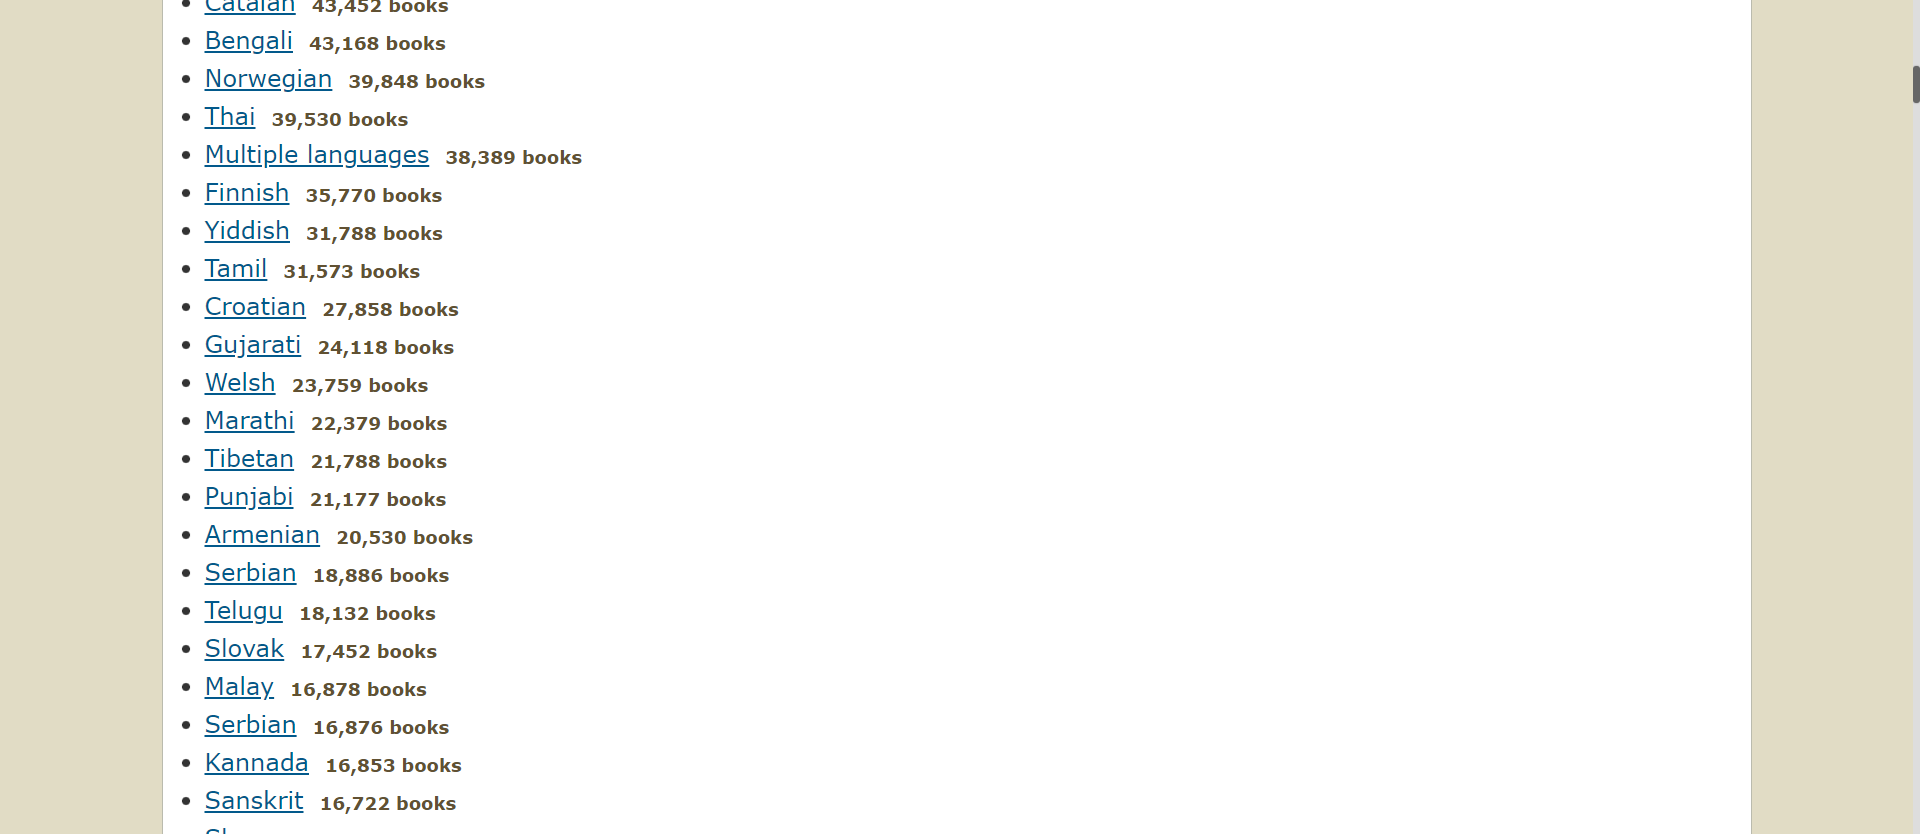 Catalan 43,452 books
Bengali 43,168 books
Norwegian 39,848 books
Thai 39,530 books
Multiple languages 38,389 books
Finnish 35,770 books
Yiddish 31,788 books
Tamil 31,573 books
Croatian 27,858 books
Gujarati 24,118 books
Welsh 23,759 books
Marathi 22,379 books
Tibetan 21,788 books
Punjabi 21,177 books
Armenian 20,530 books
Serbian 18,886 books
Telugu 18,132 books
Slovak 17,452 books
Malay 16,878 books
Serbian 16,876 books
Kannada 16,853 books
Sanskrit 16,722 books